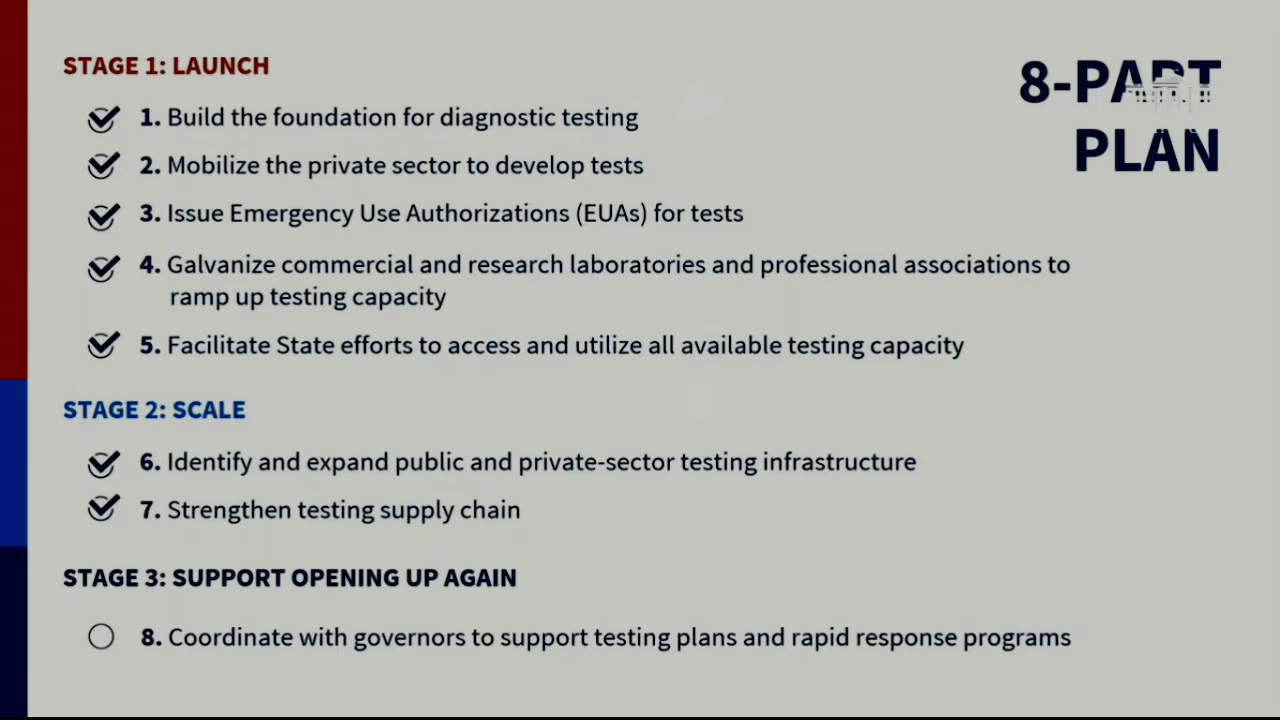 8-PART
PLAN
STAGE 1: LAUNCH
1. Build the foundation for diagnostic testing
2. Mobilize the private sector to develop tests
3. Issue Emergency Use Authorizations (EUAs) for tests
4. Galvanize commercial and research laboratories and professional associations to
ramp up testing capacity
5. Facilitate State efforts to access and utilize all available testing capacity
STAGE 2: SCALE
6. Identify and expand public and private-sector testing infrastructure
7. Strengthen testing supply chain
STAGE 3: SUPPORT OPENING UP AGAIN
8. Coordinate with governors to support testing plans and rapid response programs